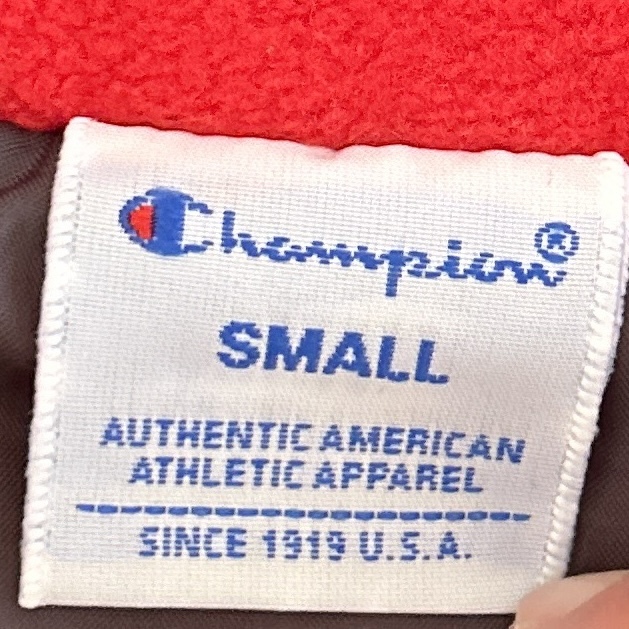 Champion®
SMALL
AUTHENTIC AMERICAN
ATHLETIC APPAREL
SINCE 1919 U.S.A.